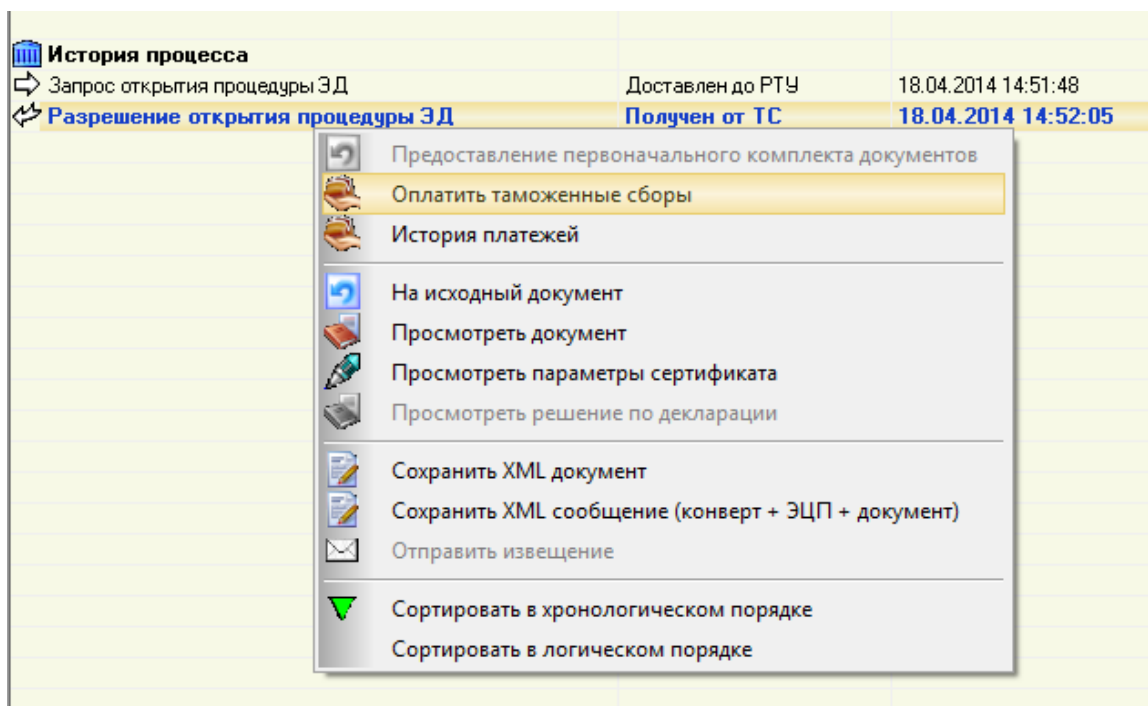 История процесса
Запрос открытия процедуры ЭД Доставлен до РТУ 18.04.2014 14:51:48
Разрешение открытия процедуры ЭД Получен от ТС 18.04.2014 14:52:05
Предоставление первоначального комплекта документов
Оплатить таможенные сборы
История платежей
На исходный документ
Просмотреть документ
Просмотреть параметры сертификата
Просмотреть решение по декларации
Сохранить XML документ
Сохранить XML сообщение (конверт + ЭЦП + документ)
Отправить извещение
Сортировать в хронологическом порядке
Сортировать в логическом порядке